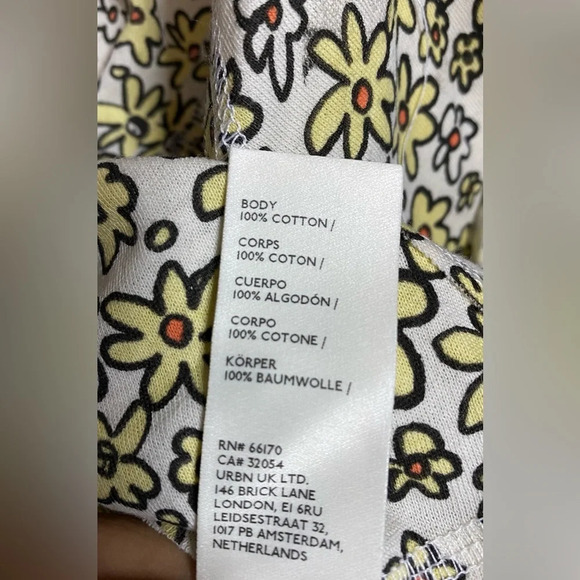 BODY
100% COTTON /
CORPS
100% COTON /
CUERPO
100% ALGODÓN /
CORPO
100% COTONE /
KÖRPER
100% BAUMWOLLE /
RN# 66170
CA# 32054
URBN UK LTD.
146 BRICK LANE
LONDON, E1 6RU
LEIDSESTRAAT 32,
1017 PB AMSTERDAM,
NETHERLANDS